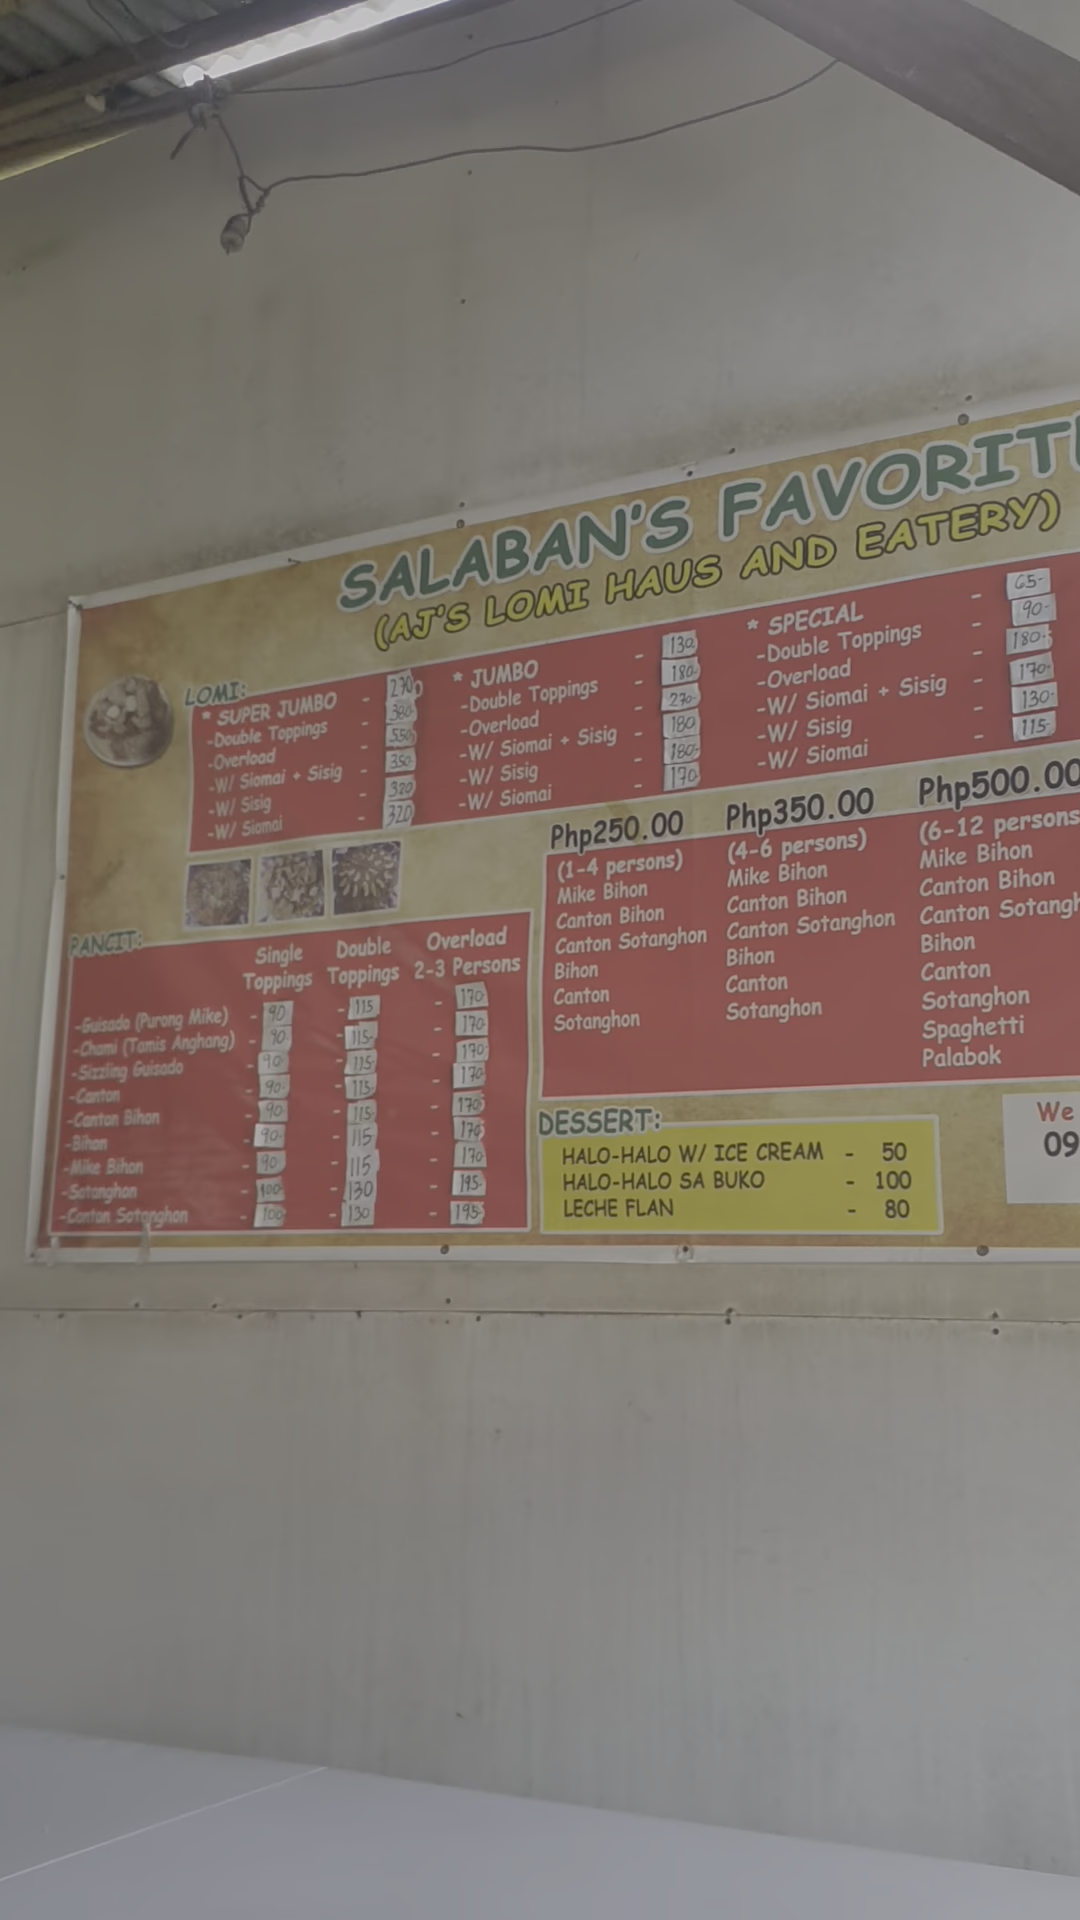 SALABAN'S FAVORIT
(AJ'S LOMI HAUS AND EATERY)
LOMI:
* SUPER JUMBO - 270
-Double Toppings - 380
-Overload - 550
-W/ Siomai + Sisig - 350
-W/ Sisig - 320
-W/ Siomai - 320
* JUMBO - 130
-Double Toppings - 180
-Overload - 270-
-W/ Siomai + Sisig - 180
-W/ Sisig - 180-
-W/ Siomai - 170
* SPECIAL - 65-
-Double Toppings - 90-
-Overload - 180-
-W/ Siomai + Sisig - 170-
-W/ Sisig - 130-
-W/ Siomai - 115-
PANCIT:
Single Toppings Double Toppings Overload 2-3 Persons
-Guisado (Purong Mike) - 90 - 115 - 170
-Chami (Tamis Anghang) - 90 - 115- - 170
-Sizzling Guisado - 90 - 115 - 170
-Canton - 90- - 115 - 170
-Canton Bihon - 90 - 115 - 170
-Bihon - 90- - 115 - 170
-Mike Bihon - 90 - 115 - 170
-Sotanghon - 100 - 130 - 195-
-Canton Sotanghon - 100 - 130 - 195
Php250.00
(1-4 persons)
Mike Bihon
Canton Bihon
Canton Sotanghon
Bihon
Canton
Sotanghon
Php350.00
(4-6 persons)
Mike Bihon
Canton Bihon
Canton Sotanghon
Bihon
Canton
Sotanghon
Php500.00
(6-12 persons
Mike Bihon
Canton Bihon
Canton Sotangh
Bihon
Canton
Sotanghon
Spaghetti
Palabok
DESSERT:
HALO-HALO W/ ICE CREAM - 50
HALO-HALO SA BUKO - 100
LECHE FLAN - 80
We
09